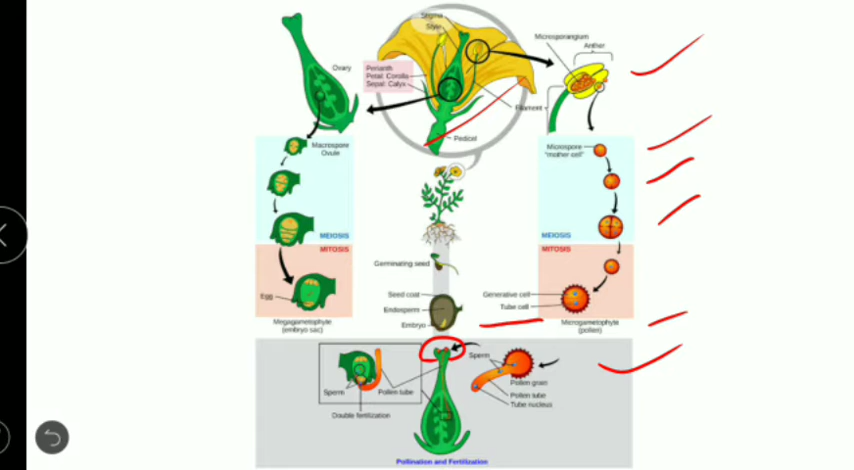 Stigma
Style
Microsporangium
Anther
Ovary
Perianth
Petal: Corolla
Sepal: Calyx
Filament
Pedicel
Macrospore
Ovule
Microspore
"mother cell"
MEIOSIS
MEIOSIS
MITOSIS
MITOSIS
Germinating seed
Egg
Seed coat
Endosperm
Embryo
Generative cell
Tube cell
Megagametophyte
(embryo sac)
Microgametophyte
(pollen)
Sperm
Pollen grain
Sperm
Pollen tube
Pollen tube
Tube nucleus
Double fertilization
Pollination and Fertilization